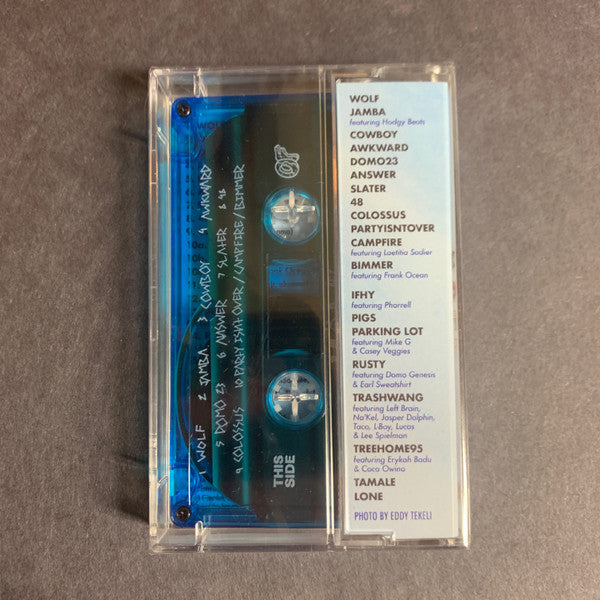 1 WOLF 2 JAMBA 3 COWBOY 4 AWKWARD
5 DOMO 23 6 ANSWER 7 SLATER 8 48
9 COLOSSUS 10 PARTY ISN'T OVER / CAMPFIRE / BIMMER
THIS
SIDE
OF
WOLF
JAMBA
featuring Hodgy Beats
COWBOY
AWKWARD
DOMO23
ANSWER
SLATER
48
COLOSSUS
PARTYISNTOVER
CAMPFIRE
featuring Laetitia Sadier
BIMMER
featuring Frank Ocean
IFHY
featuring Pharrell
PIGS
PARKING LOT
featuring Mike G
& Casey Veggies
RUSTY
featuring Domo Genesis
& Earl Sweatshirt
TRASHWANG
featuring Left Brain,
Na'Kel, Jasper Dolphin,
Taco, L-Boy, Lucas
& Lee Spielman
TREEHOME95
featuring Erykah Badu
& Coco Owino
TAMALE
LONE
PHOTO BY EDDY TEKELI